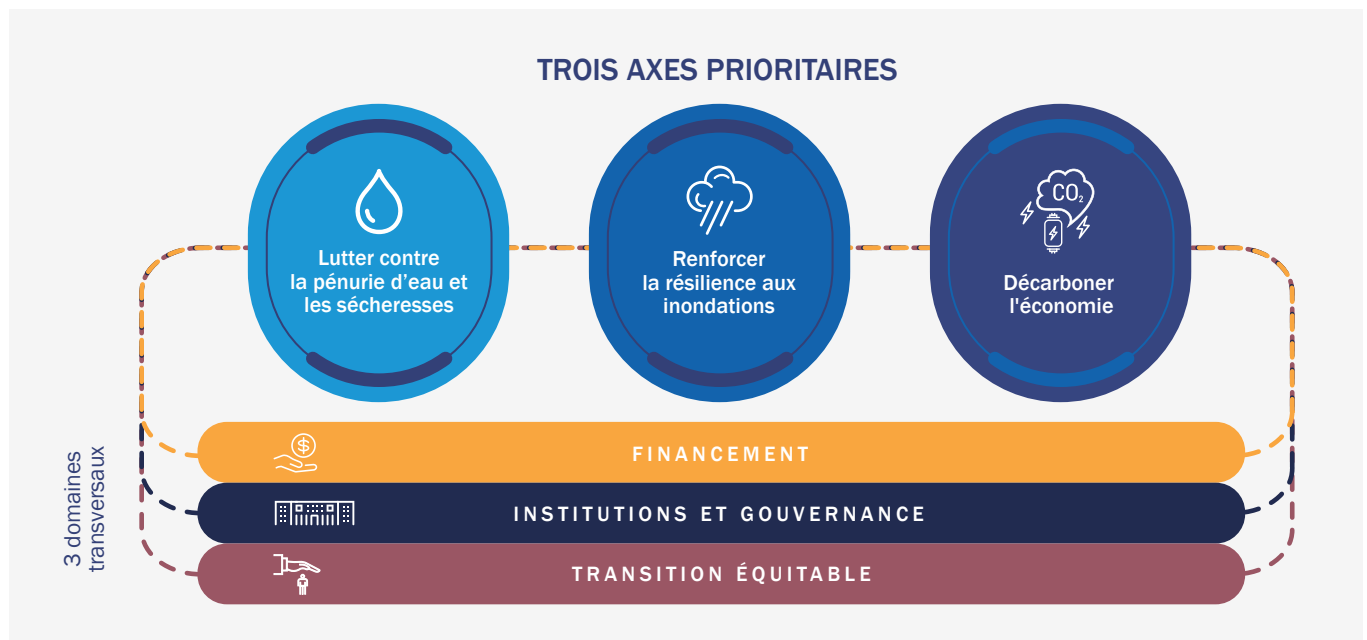 TROIS AXES PRIORITAIRES
Lutter contre
la pénurie d’eau et
les sécheresses
Renforcer
la résilience aux
inondations
CO₂
Décarboner
l'économie
3 domaines
transversaux
$
FINANCEMENT
INSTITUTIONS ET GOUVERNANCE
TRANSITION ÉQUITABLE